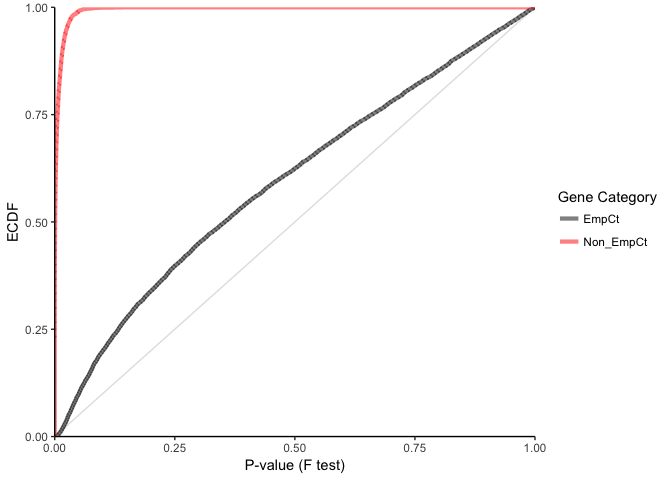 1.00
0.75
0.50
0.25
0.00
ECDF
0.00 0.25 0.50 0.75 1.00
P-value (F test)
Gene Category
EmpCt
Non_EmpCt